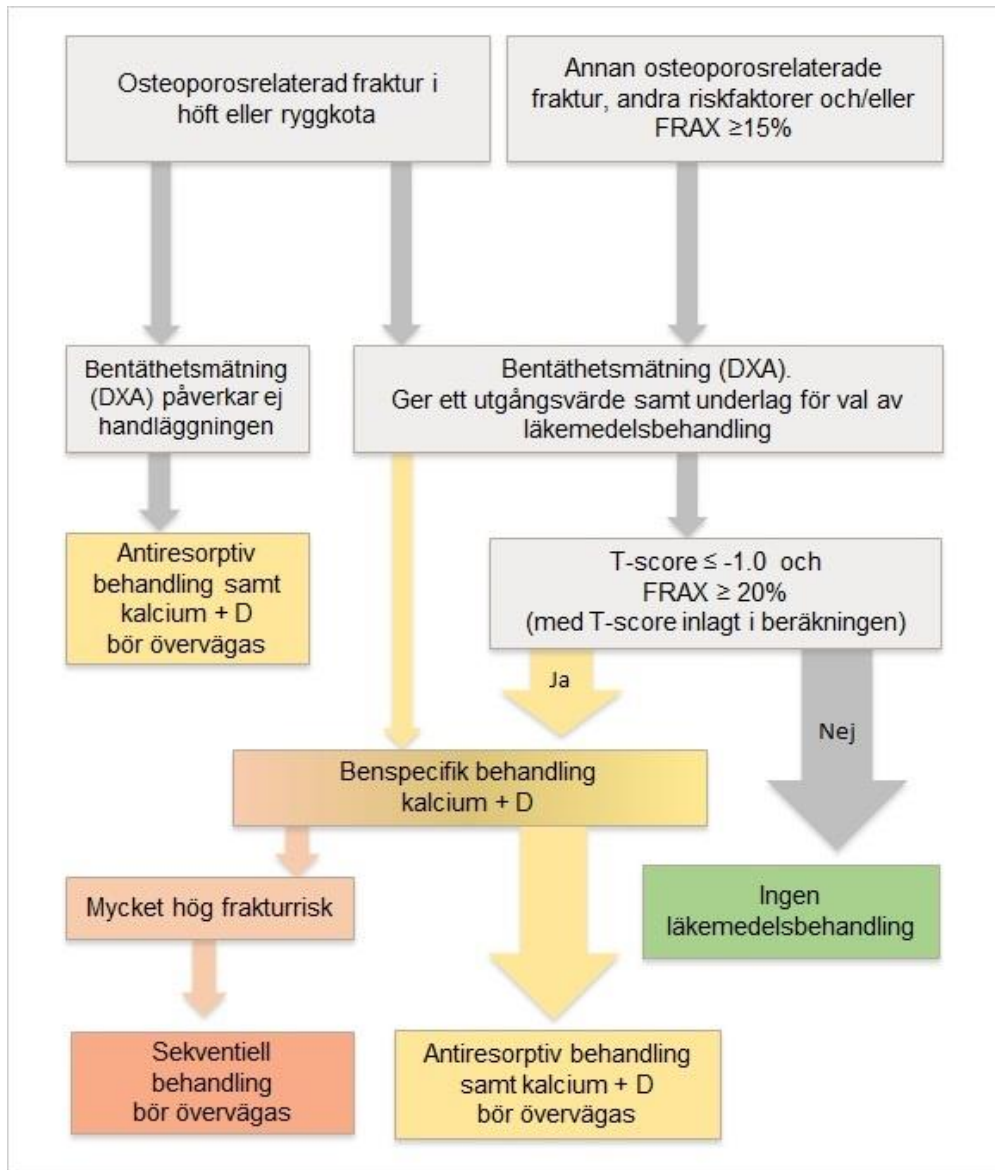 Osteoporosrelaterad fraktur i
höft eller ryggkota
Annan osteoporosrelaterade
fraktur, andra riskfaktorer och/eller
FRAX ≥15%
Bentäthetsmätning
(DXA) påverkar ej
handläggningen
Bentäthetsmätning (DXA).
Ger ett utgångsvärde samt underlag för val av
läkemedelsbehandling
Antiresorptiv
behandling samt
kalcium + D
bör övervägas
T-score ≤ -1.0 och
FRAX ≥ 20%
(med T-score inlagt i beräkningen)
Ja
Nej
Benspecifik behandling
kalcium + D
Mycket hög frakturrisk
Ingen
läkemedelsbehandling
Sekventiell
behandling
bör övervägas
Antiresorptiv behandling
samt kalcium + D
bör övervägas